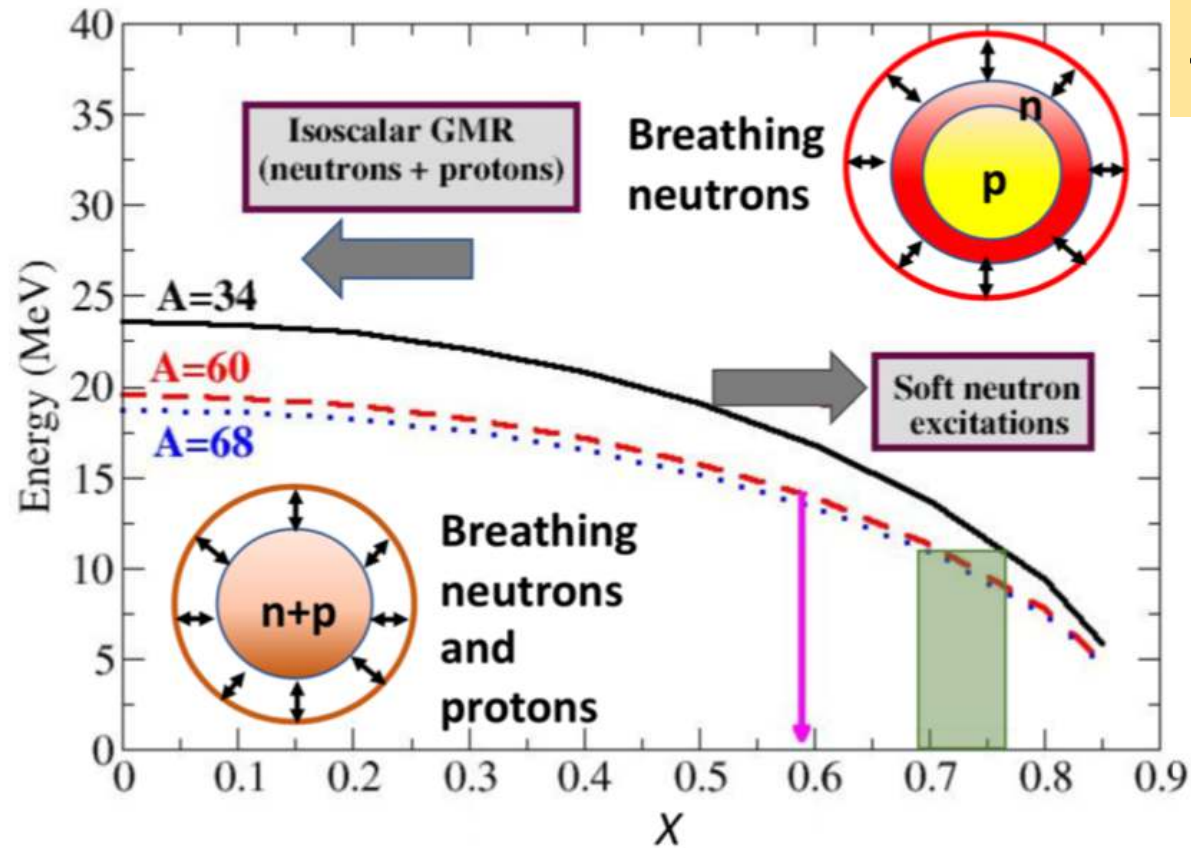 40
35
30
25
20
15
10
5
0
Energy (MeV)
Isoscalar GMR
(neutrons + protons)
Breathing
neutrons
n
p
A=34
A=60
A=68
Soft neutron
excitations
n+p
Breathing
neutrons
and
protons
0 0.1 0.2 0.3 0.4 0.5 0.6 0.7 0.8 0.9
X